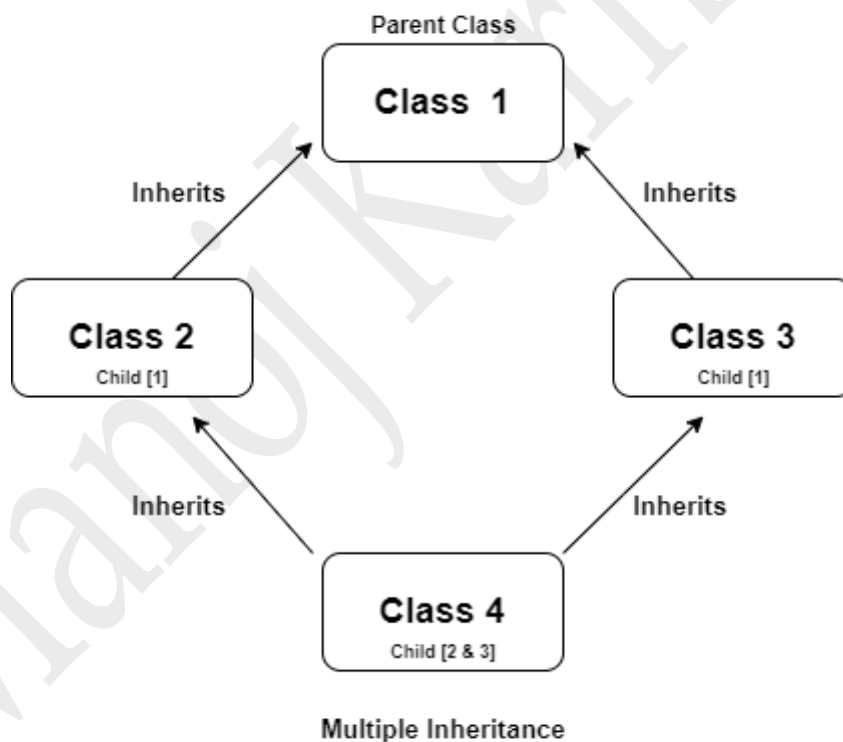 Parent Class
Class 1
Inherits
Inherits
Class 2
Child [1]
Class 3
Child [1]
Inherits
Inherits
Class 4
Child [2 & 3]
Multiple Inheritance